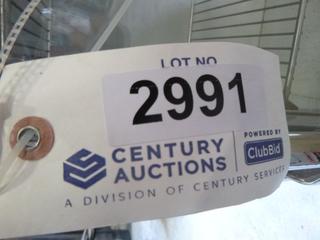 LOT NO.
2991
CENTURY
AUCTIONS
POWERED BY
ClubBid
A DIVISION OF CENTURY SERVICES